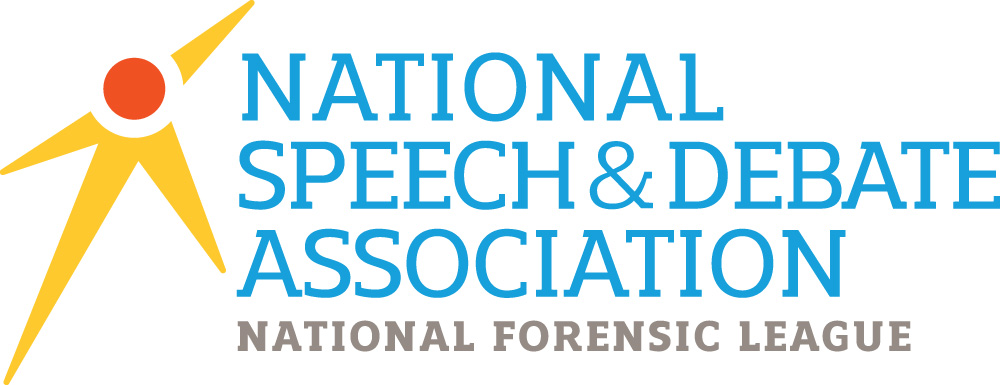 NATIONAL
SPEECH & DEBATE
ASSOCIATION
NATIONAL FORENSIC LEAGUE